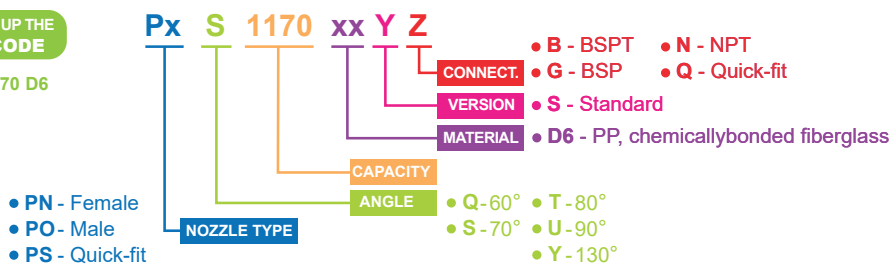 UP THE
CODE
70 D6
Px S 1170 xx Y Z
CONNECT.
• B - BSPT • N - NPT
• G - BSP • Q - Quick-fit
VERSION • S - Standard
MATERIAL • D6 - PP, chemicallybonded fiberglass
CAPACITY
ANGLE • Q-60° • T-80°
• S-70° • U-90°
• Y-130°
• PN - Female
• PO- Male
• PS - Quick-fit
NOZZLE TYPE